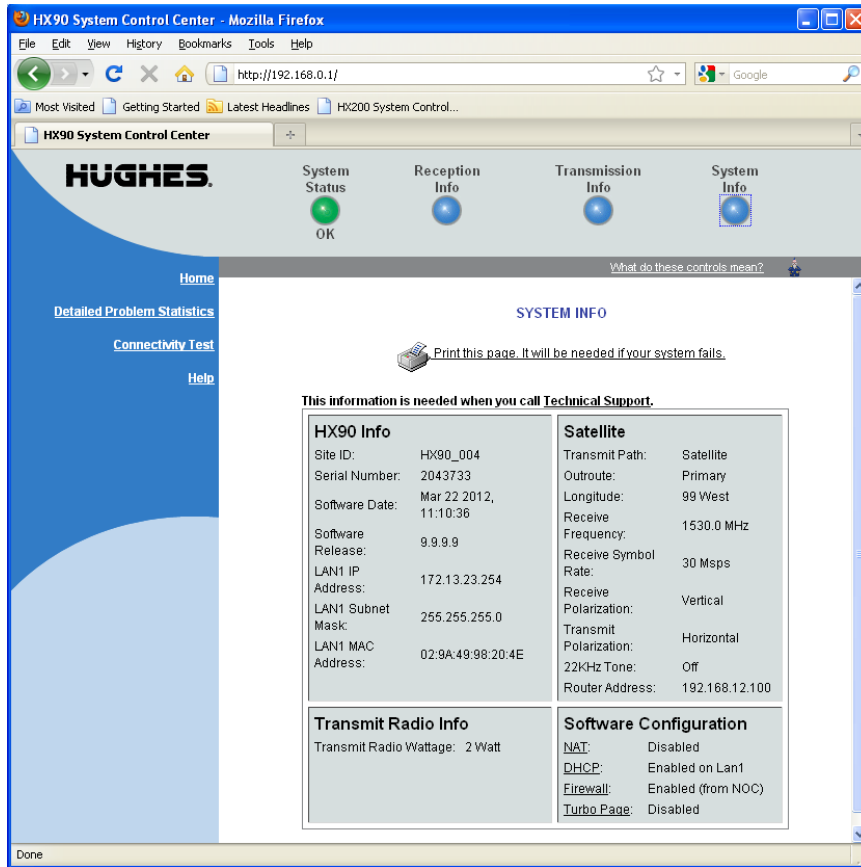 HX90 System Control Center - Mozilla Firefox
File Edit View History Bookmarks Tools Help
http://192.168.0.1/
Google
Most Visited Getting Started Latest Headlines HX200 System Control...
HX90 System Control Center
HUGHES.
System Status
OK
Reception Info
Transmission Info
System Info
What do these controls mean?
Home
Detailed Problem Statistics
Connectivity Test
Help
SYSTEM INFO
Print this page. It will be needed if your system fails.
This information is needed when you call Technical Support.
HX90 Info
Site ID: HX90_004
Serial Number: 2043733
Software Date: Mar 22 2012, 11:10:36
Software Release: 9.9.9.9
LAN1 IP Address: 172.13.23.254
LAN1 Subnet Mask: 255.255.255.0
LAN1 MAC Address: 02:9A:49:98:20:4E
Satellite
Transmit Path: Satellite
Outroute: Primary
Longitude: 99 West
Receive Frequency: 1530.0 MHz
Receive Symbol Rate: 30 Msps
Receive Polarization: Vertical
Transmit Polarization: Horizontal
22KHz Tone: Off
Router Address: 192.168.12.100
Transmit Radio Info
Transmit Radio Wattage: 2 Watt
Software Configuration
NAT: Disabled
DHCP: Enabled on Lan1
Firewall: Enabled (from NOC)
Turbo Page: Disabled
Done